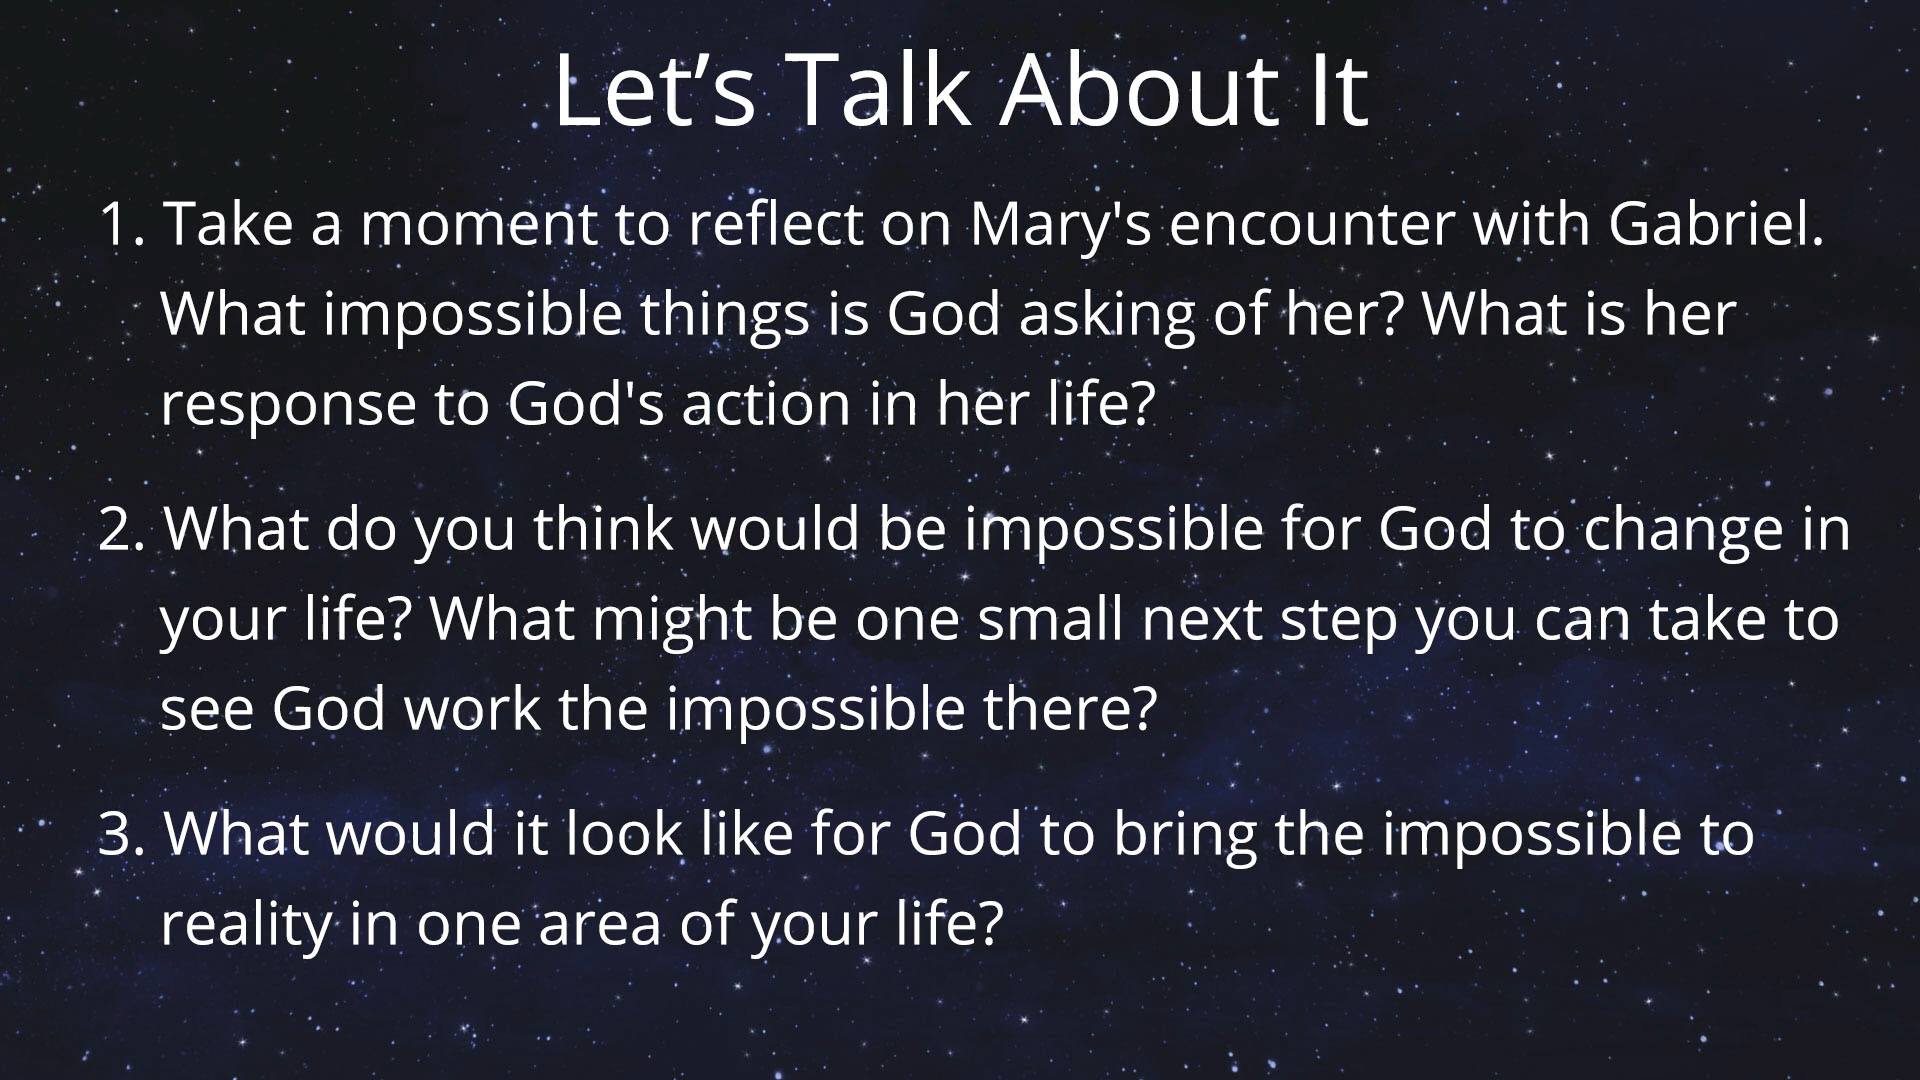 Let’s Talk About It
1. Take a moment to reflect on Mary's encounter with Gabriel.
What impossible things is God asking of her? What is her
response to God's action in her life?
2. What do you think would be impossible for God to change in
your life? What might be one small next step you can take to
see God work the impossible there?
3. What would it look like for God to bring the impossible to
reality in one area of your life?